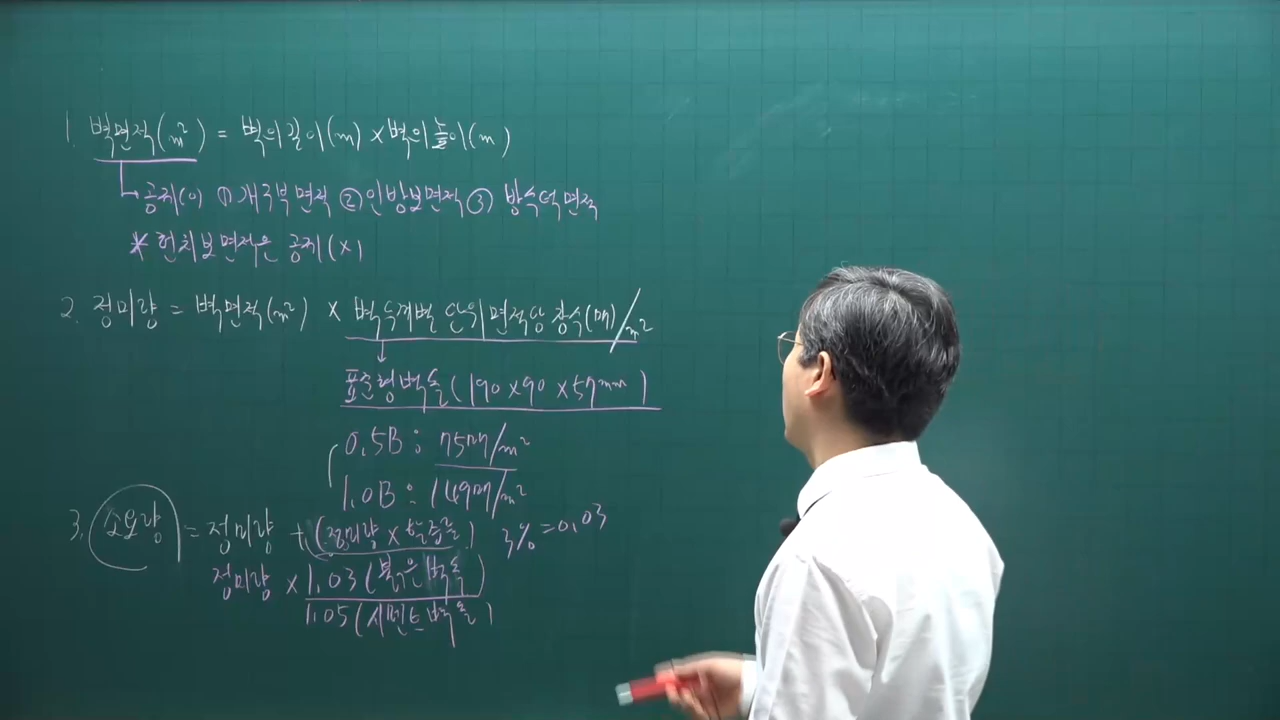 1. 벽면적(m²) = 벽의길이(m) × 벽의높이(m)
공제(O) ① 개구부면적 ② 인방보면적 ③ 방수턱면적
* 헌치보면적은 공제(×)
2. 정미량 = 벽면적(m²) × 벽두께별 단위면적당 장수(매)/m²
표준형벽돌(190×90×57mm)
0.5B : 75매/m²
1.0B : 149매/m²
3. 소요량 = 정미량 + (정미량 × 할증률) 3% = 0.03
정미량 × 1.03(붉은벽돌)
1.05(시멘트벽돌)